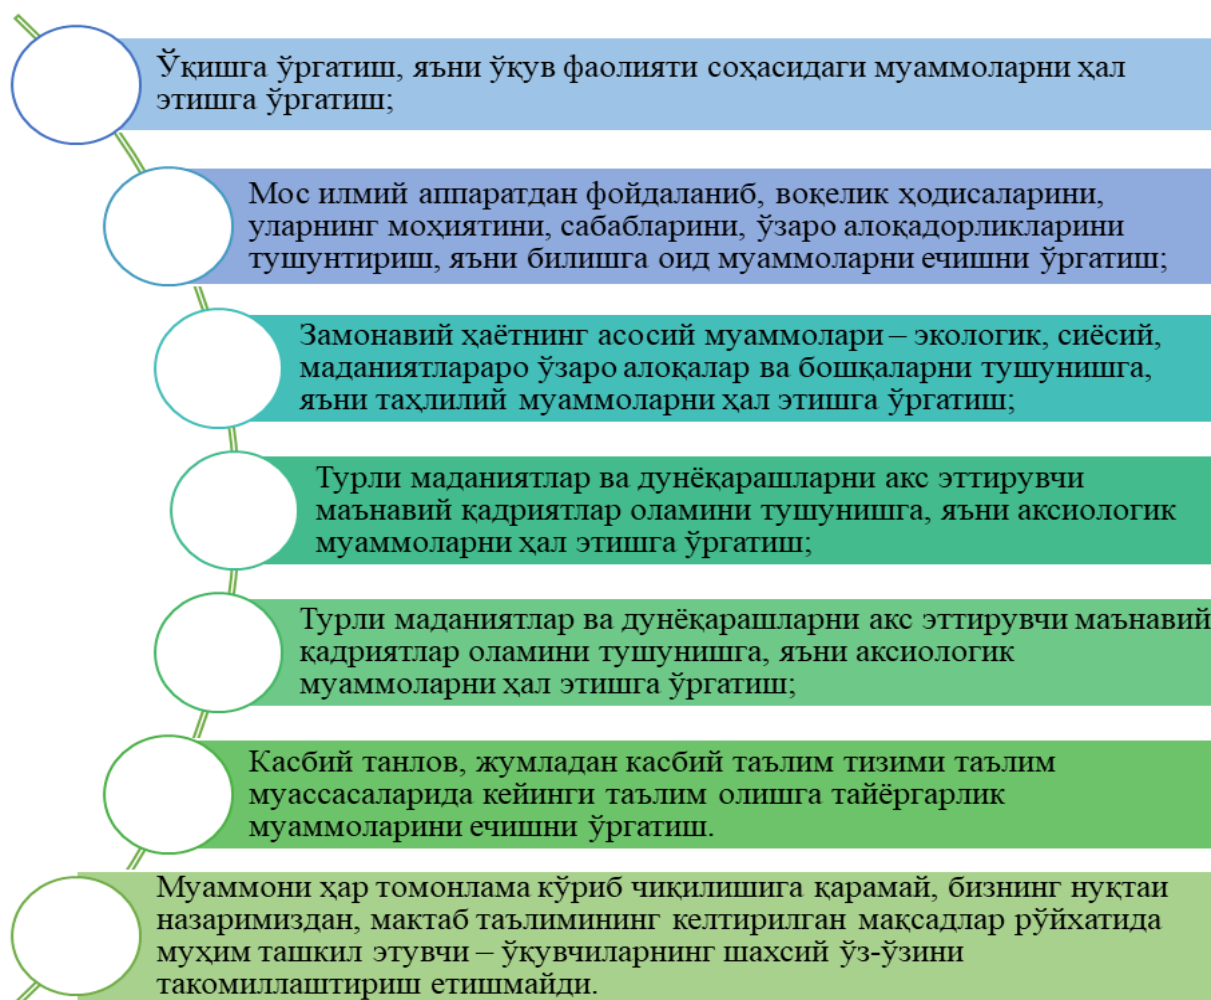 Ўқишга ўргатиш, яъни ўқув фаолияти соҳасидаги муаммоларни ҳал
этишга ўргатиш;
Мос илмий аппаратдан фойдаланиб, воқелик ҳодисаларини,
уларнинг моҳиятини, сабабларини, ўзаро алоқадорликларини
тушунтириш, яъни билишга оид муаммоларни ечишни ўргатиш;
Замонавий ҳаётнинг асосий муаммолари – экологик, сиёсий,
маданиятлараро ўзаро алоқалар ва бошқаларни тушунишга,
яъни таҳлилий муаммоларни ҳал этишга ўргатиш;
Турли маданиятлар ва дунёқарашларни акс эттирувчи
маънавий қадриятлар оламини тушунишга, яъни аксиологик
муаммоларни ҳал этишга ўргатиш;
Турли маданиятлар ва дунёқарашларни акс эттирувчи маънавий
қадриятлар оламини тушунишга, яъни аксиологик
муаммоларни ҳал этишга ўргатиш;
Касбий танлов, жумладан касбий таълим тизими таълим
муассасаларида кейинги таълим олишга тайёргарлик
муаммоларини ечишни ўргатиш.
Муаммони ҳар томонлама кўриб чиқилишига қарамай, бизнинг нуқтаи
назаримиздан, мактаб таълимининг келтирилган мақсадлар рўйхатида
муҳим ташкил этувчи – ўқувчиларнинг шахсий ўз-ўзини
такомиллаштириш етишмайди.